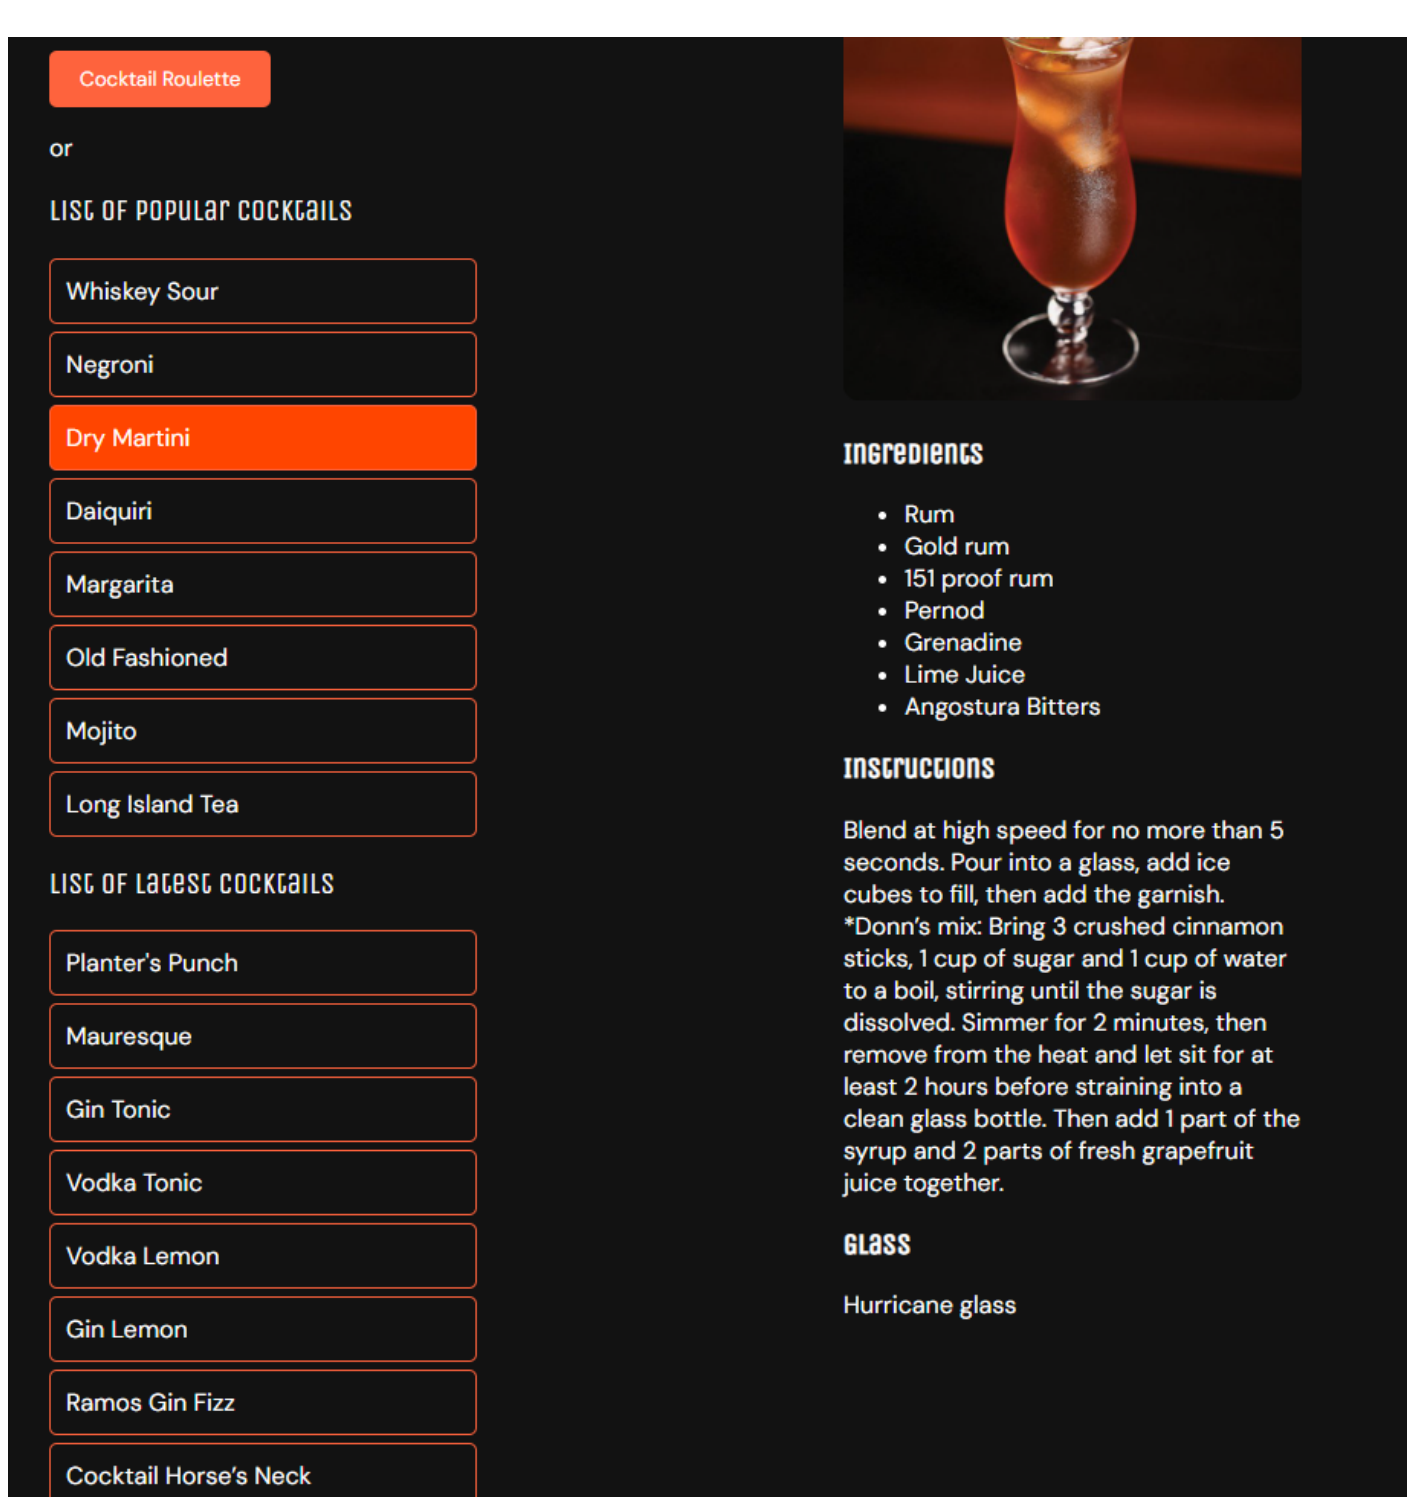 Cocktail Roulette
or
List of popular cocktails
Whiskey Sour
Negroni
Dry Martini
Daiquiri
Margarita
Old Fashioned
Mojito
Long Island Tea
List of latest cocktails
Planter's Punch
Mauresque
Gin Tonic
Vodka Tonic
Vodka Lemon
Gin Lemon
Ramos Gin Fizz
Cocktail Horse’s Neck
Ingredients
• Rum
• Gold rum
• 151 proof rum
• Pernod
• Grenadine
• Lime Juice
• Angostura Bitters
Instructions
Blend at high speed for no more than 5
seconds. Pour into a glass, add ice
cubes to fill, then add the garnish.
*Donn’s mix: Bring 3 crushed cinnamon
sticks, 1 cup of sugar and 1 cup of water
to a boil, stirring until the sugar is
dissolved. Simmer for 2 minutes, then
remove from the heat and let sit for at
least 2 hours before straining into a
clean glass bottle. Then add 1 part of the
syrup and 2 parts of fresh grapefruit
juice together.
Glass
Hurricane glass